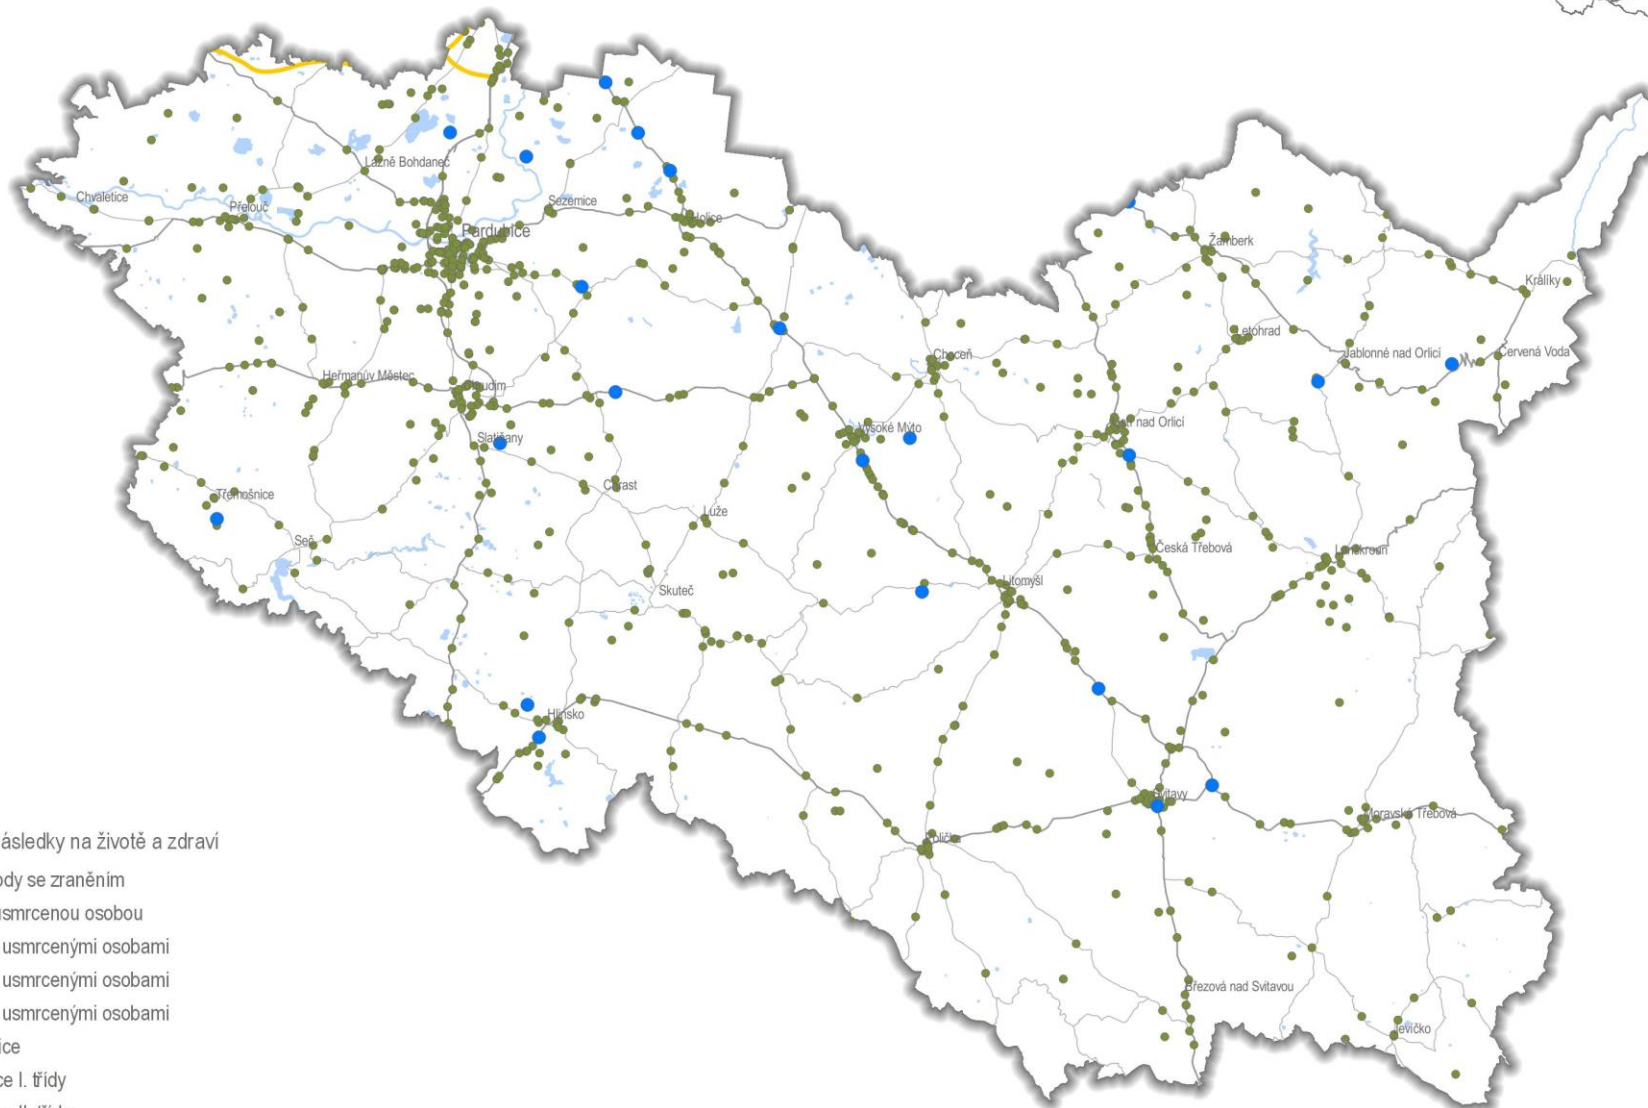 Lázně Bohdaneč
Chvaletice
Přelouč
Sezemice
Holice
Pardubice
Žamberk
Králíky
Letohrad
Choceň
Jablonné nad Orlicí
Červená Voda
Heřmanův Městec
Chrudim
nad Orlicí
Vysoké Mýto
Slatiňany
Chrast
Třemošnice
Luže
Seč
Česká Třebová
Lanškroun
Litomyšl
Skuteč
Hlinsko
Svitavy
Moravská Třebová
Polička
Březová nad Svitavou
Jevíčko
ásledky na životě a zdraví
ody se zraněním
usmrcenou osobou
usmrcenými osobami
usmrcenými osobami
usmrcenými osobami
ice
ce I. třídy